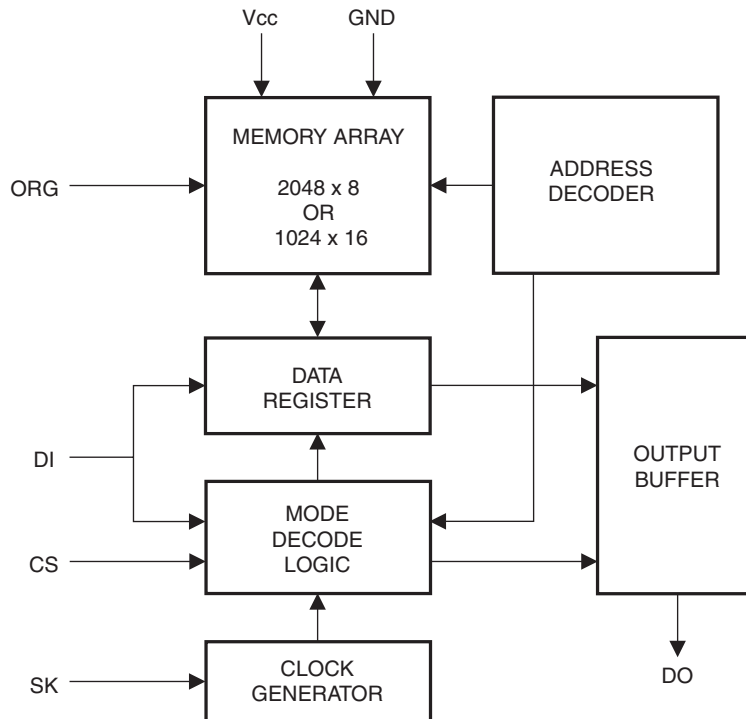 Vcc
GND
MEMORY ARRAY
2048 x 8
OR
1024 x 16
ADDRESS
DECODER
ORG
DATA
REGISTER
DI
OUTPUT
BUFFER
MODE
DECODE
LOGIC
CS
CLOCK
GENERATOR
SK
DO